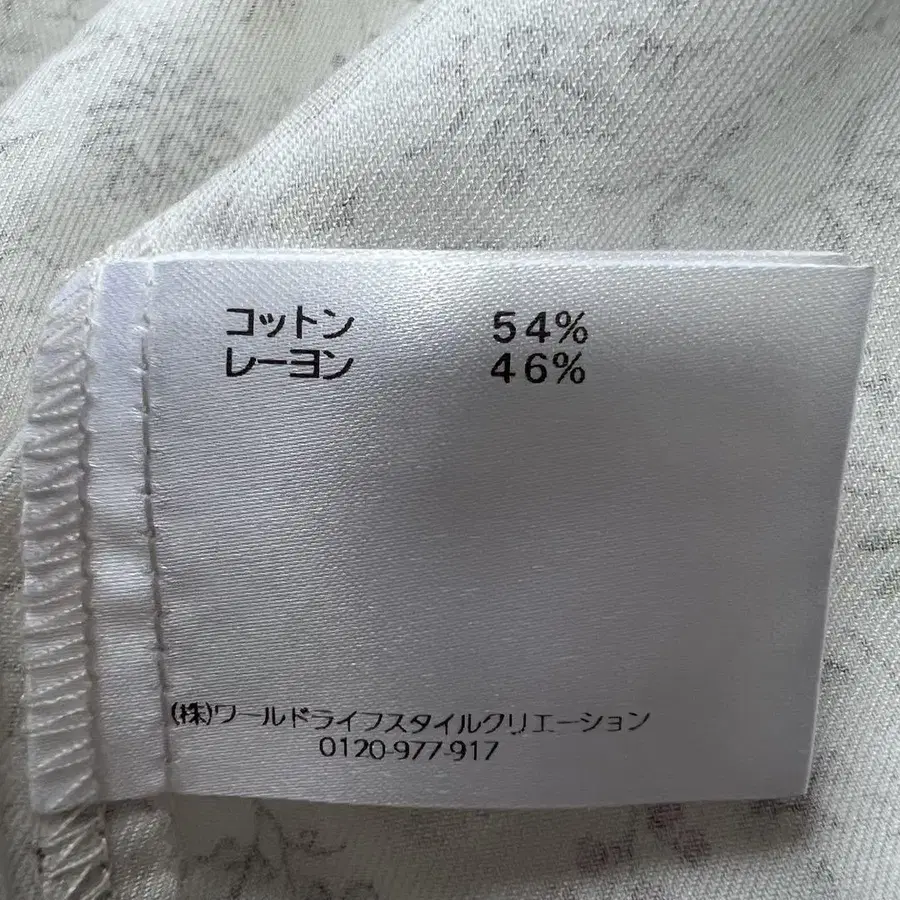 コットン 54%
レーヨン 46%
(株)ワールドライフスタイルクリエーション
0120-977-917